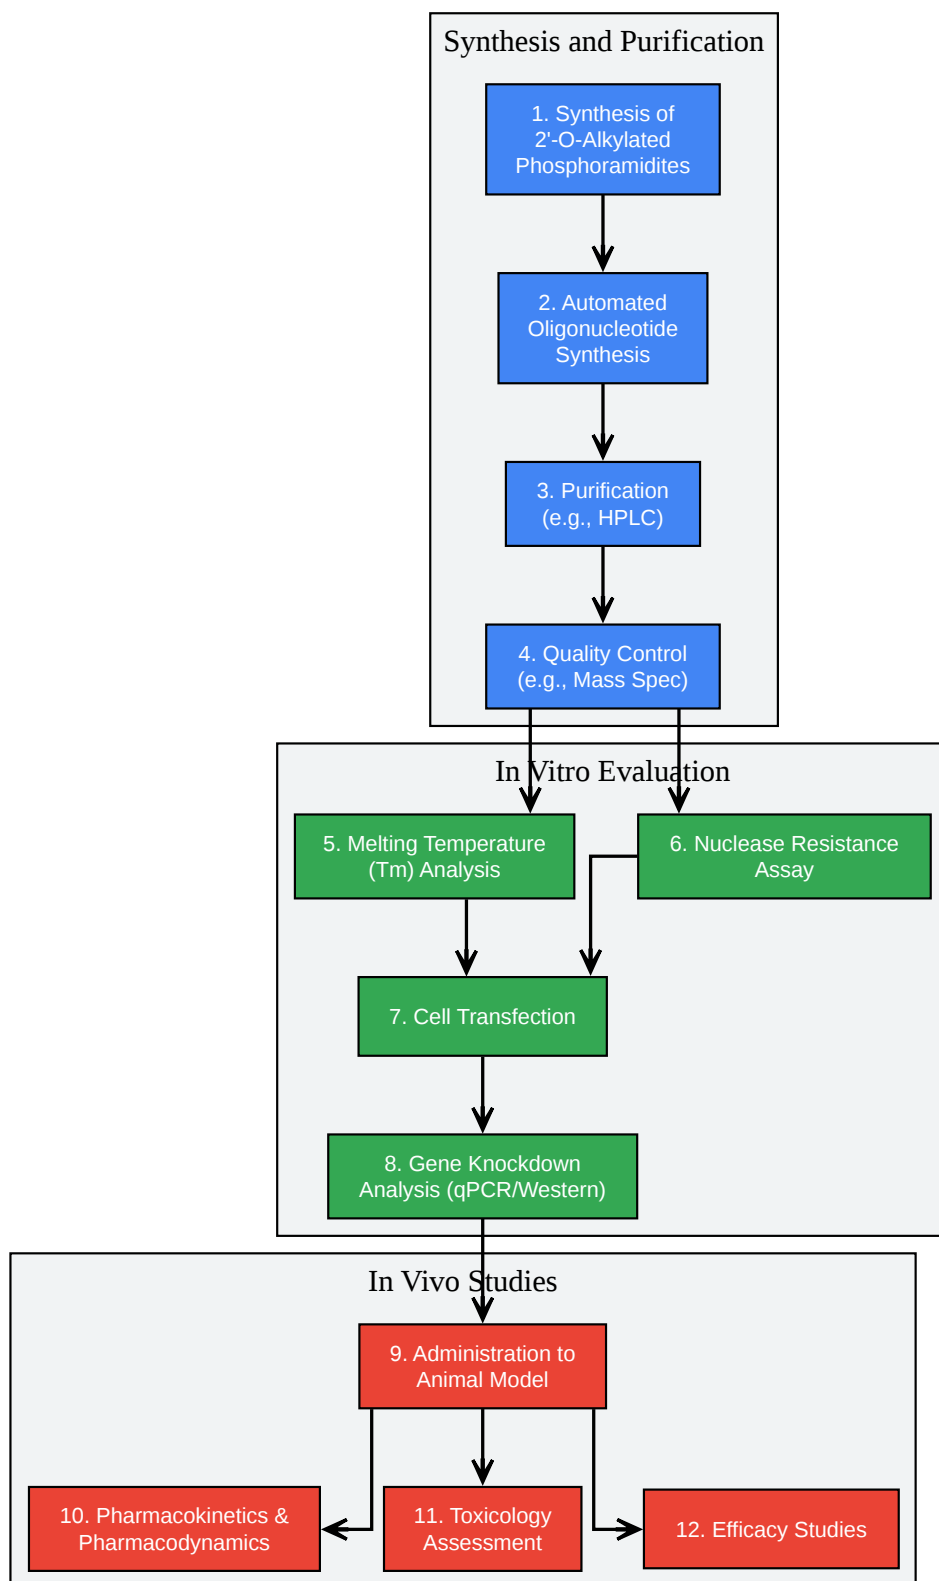 Synthesis and Purification
1. Synthesis of
2'-O-Alkylated
Phosphoramidites
2. Automated
Oligonucleotide
Synthesis
3. Purification
(e.g., HPLC)
4. Quality Control
(e.g., Mass Spec)
In Vitro Evaluation
5. Melting Temperature
(Tm) Analysis
6. Nuclease Resistance
Assay
7. Cell Transfection
8. Gene Knockdown
Analysis (qPCR/Western)
In Vivo Studies
9. Administration to
Animal Model
10. Pharmacokinetics &
Pharmacodynamics
11. Toxicology
Assessment
12. Efficacy Studies